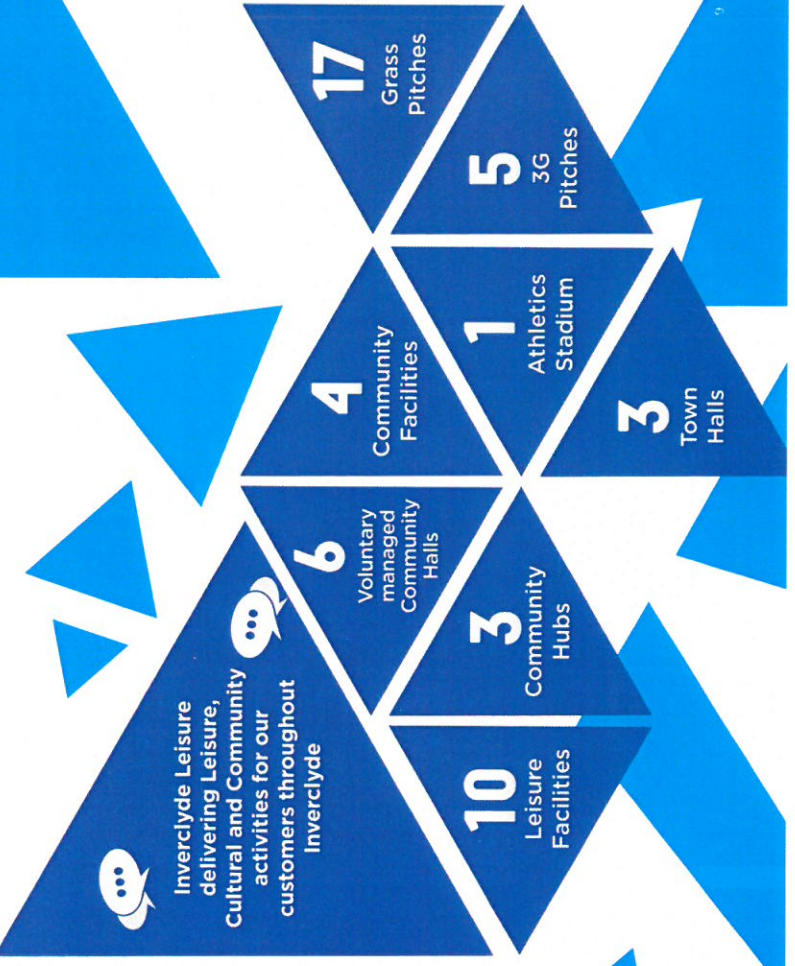 Inverclyde Leisure
delivering Leisure,
Cultural and Community
activities for our
customers throughout
Inverclyde
6
Voluntary
managed
Community
Halls
4
Community
Facilities
17
Grass
Pitches
10
Leisure
Facilities
3
Community
Hubs
1
Athletics
Stadium
5
3G
Pitches
3
Town
Halls